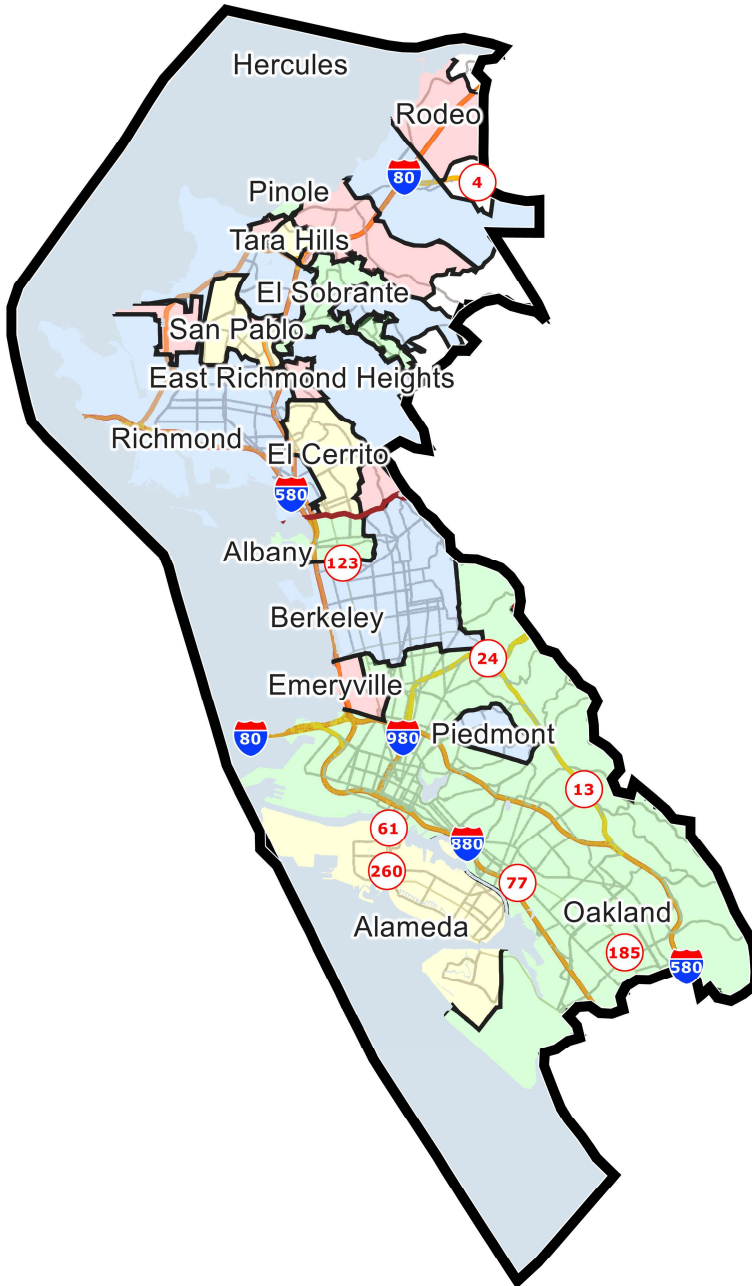 Hercules
Rodeo
80
4
Pinole
Tara Hills
El Sobrante
San Pablo
East Richmond Heights
Richmond
El Cerrito
580
Albany
123
Berkeley
24
Emeryville
80
980
Piedmont
13
61
880
260
77
Oakland
Alameda
185
580